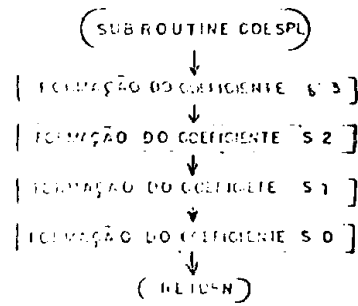 (SUBROUTINE COESPL)
FORMAÇÃO DO COEFICIENTE S 3
FORMAÇÃO DO COEFICIENTE S 2
FORMAÇÃO DO COEFICIENTE S 1
FORMAÇÃO DO COEFICIENTE S 0
(RETURN)